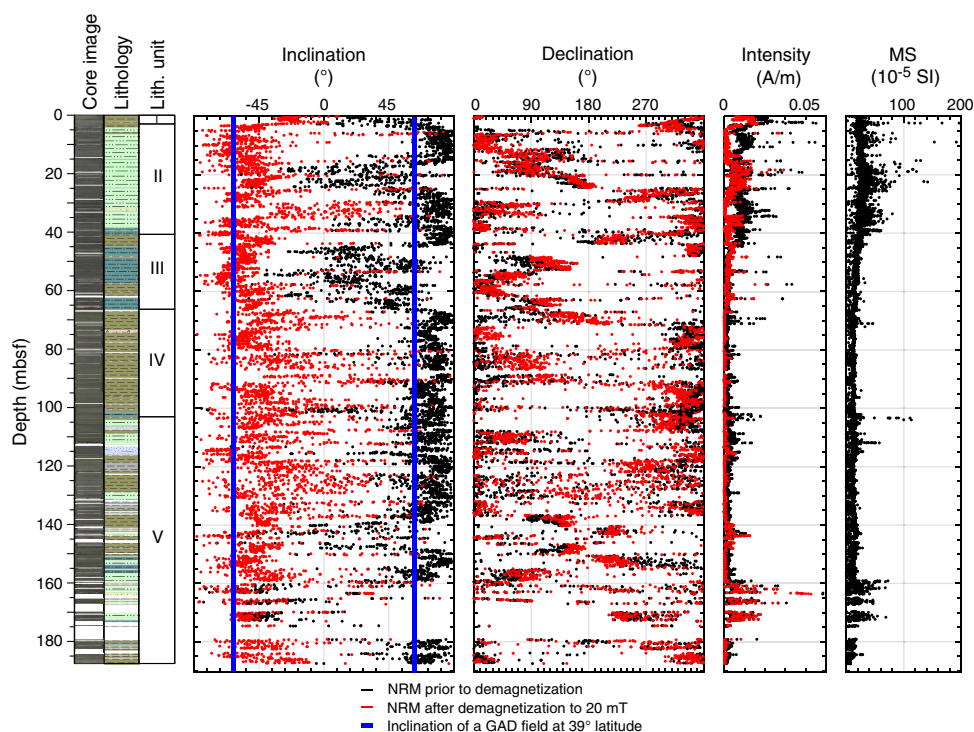 Core image
Lithology
Lith. unit
Inclination
(°)
Declination
(°)
Intensity
(A/m)
MS
(10-5 SI)
-45 0 45
0 90 180 270
0 0.05
100 200
Depth (mbsf)
0
20
40
60
80
100
120
140
160
180
I
II
III
IV
V
NRM prior to demagnetization
NRM after demagnetization to 20 mT
Inclination of a GAD field at 39° latitude